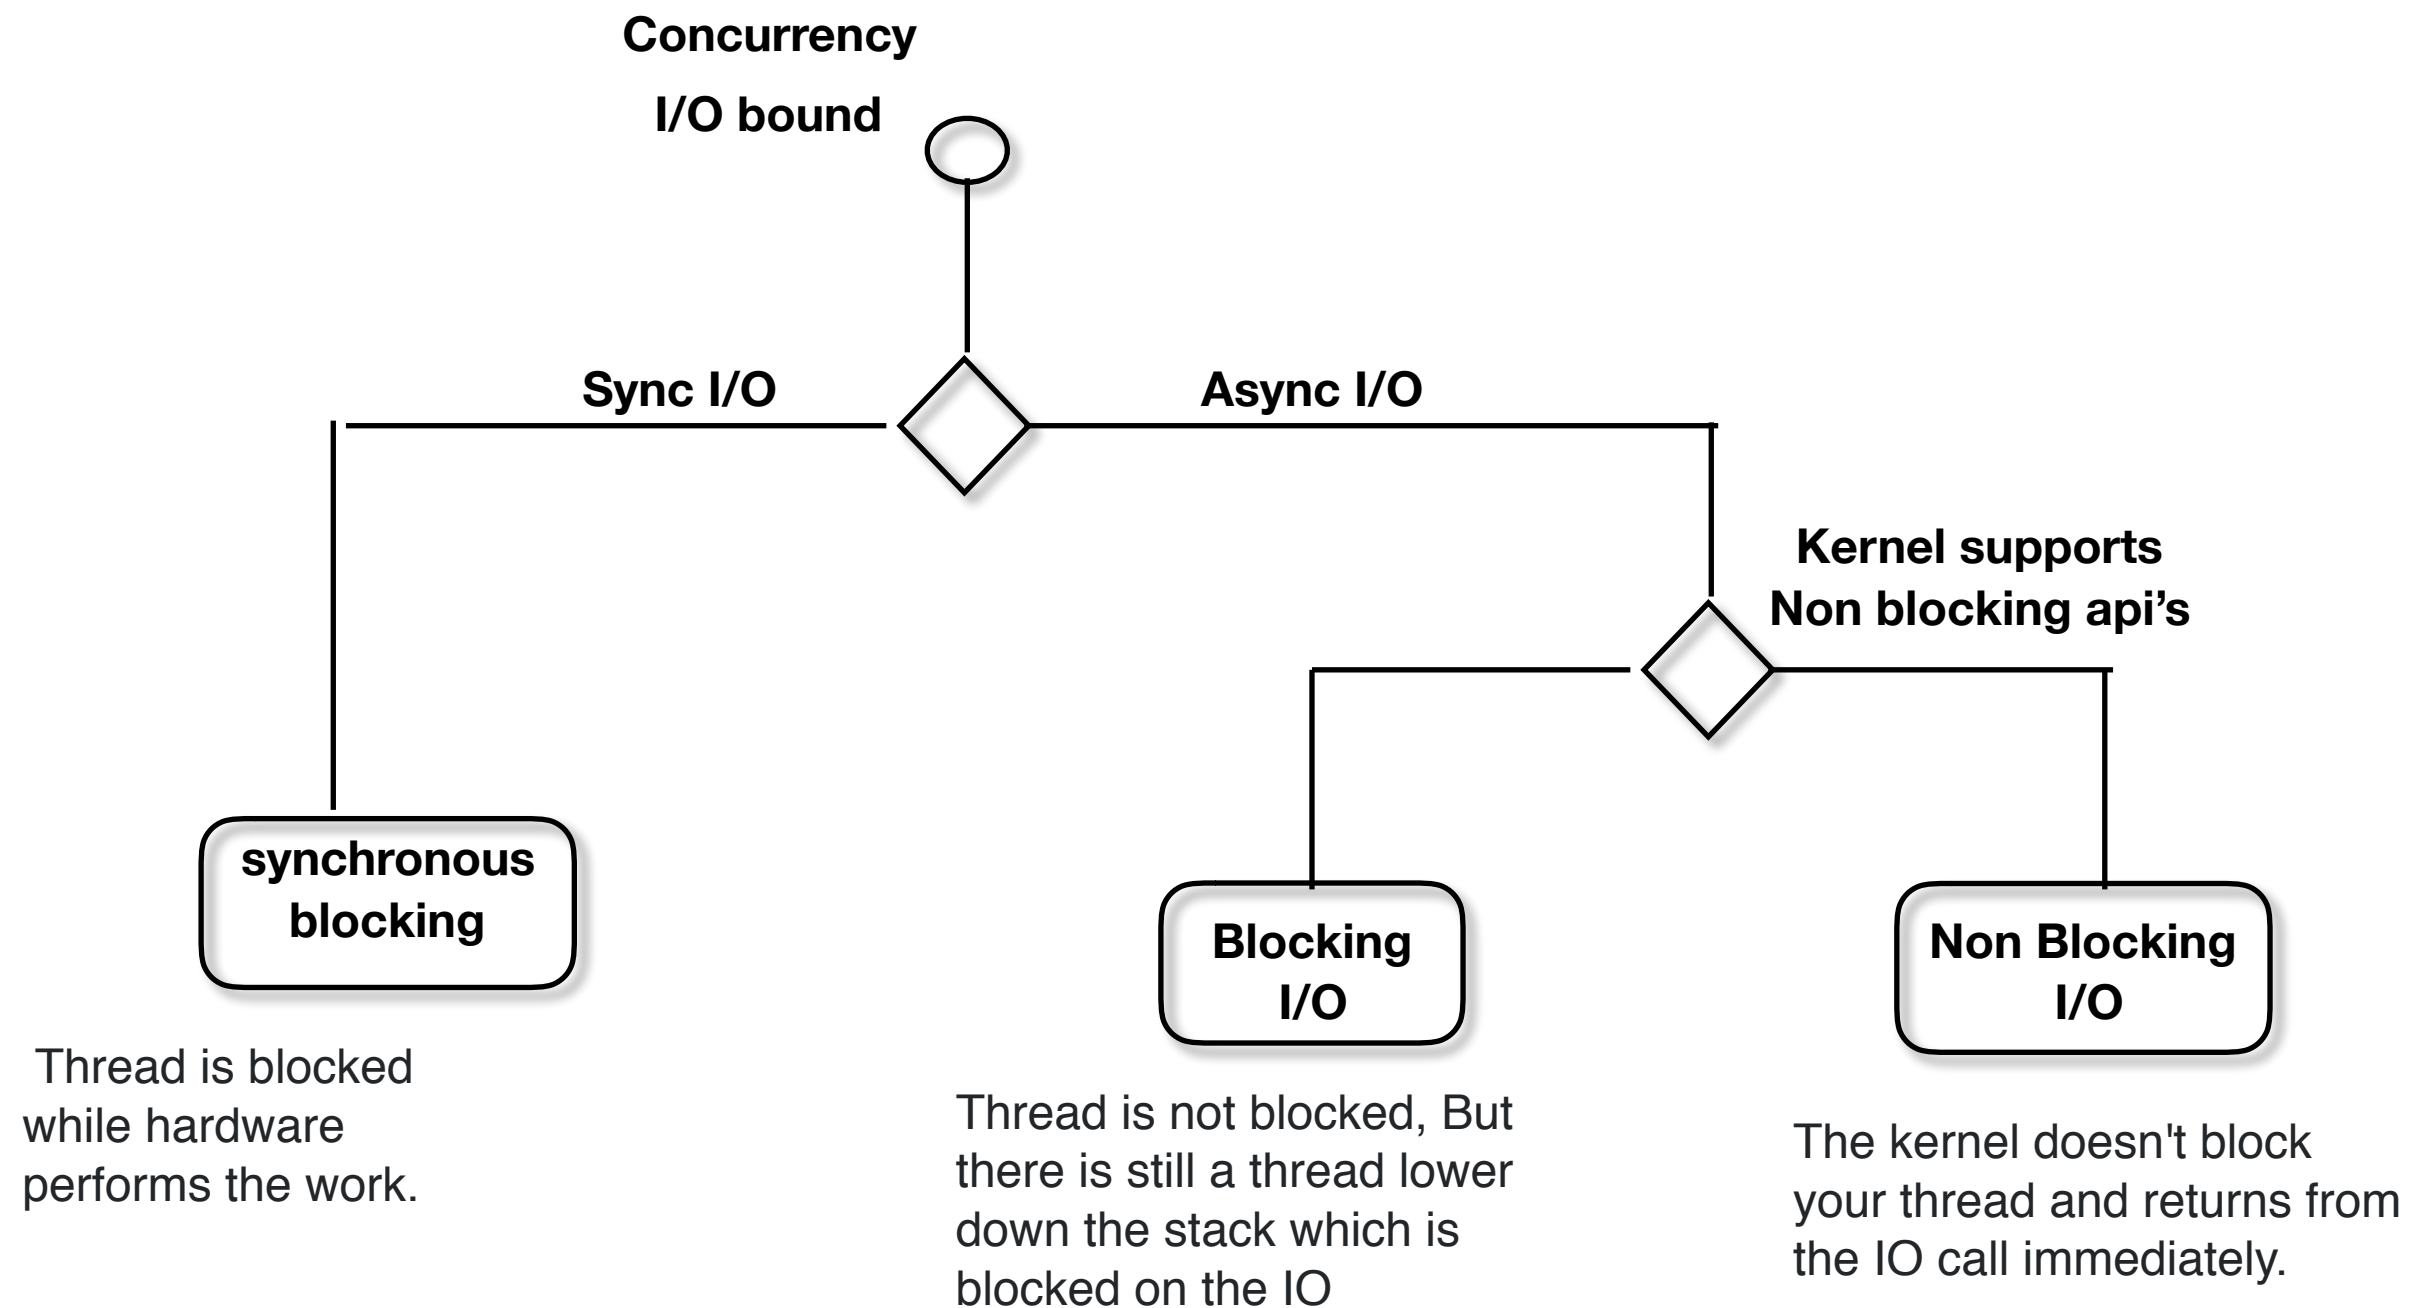 Concurrency
I/O bound
Sync I/O
Async I/O
Kernel supports
Non blocking api’s
synchronous
blocking
Thread is blocked
while hardware
performs the work.
Blocking
I/O
Thread is not blocked, But
there is still a thread lower
down the stack which is
blocked on the IO
Non Blocking
I/O
The kernel doesn't block
your thread and returns from
the IO call immediately.